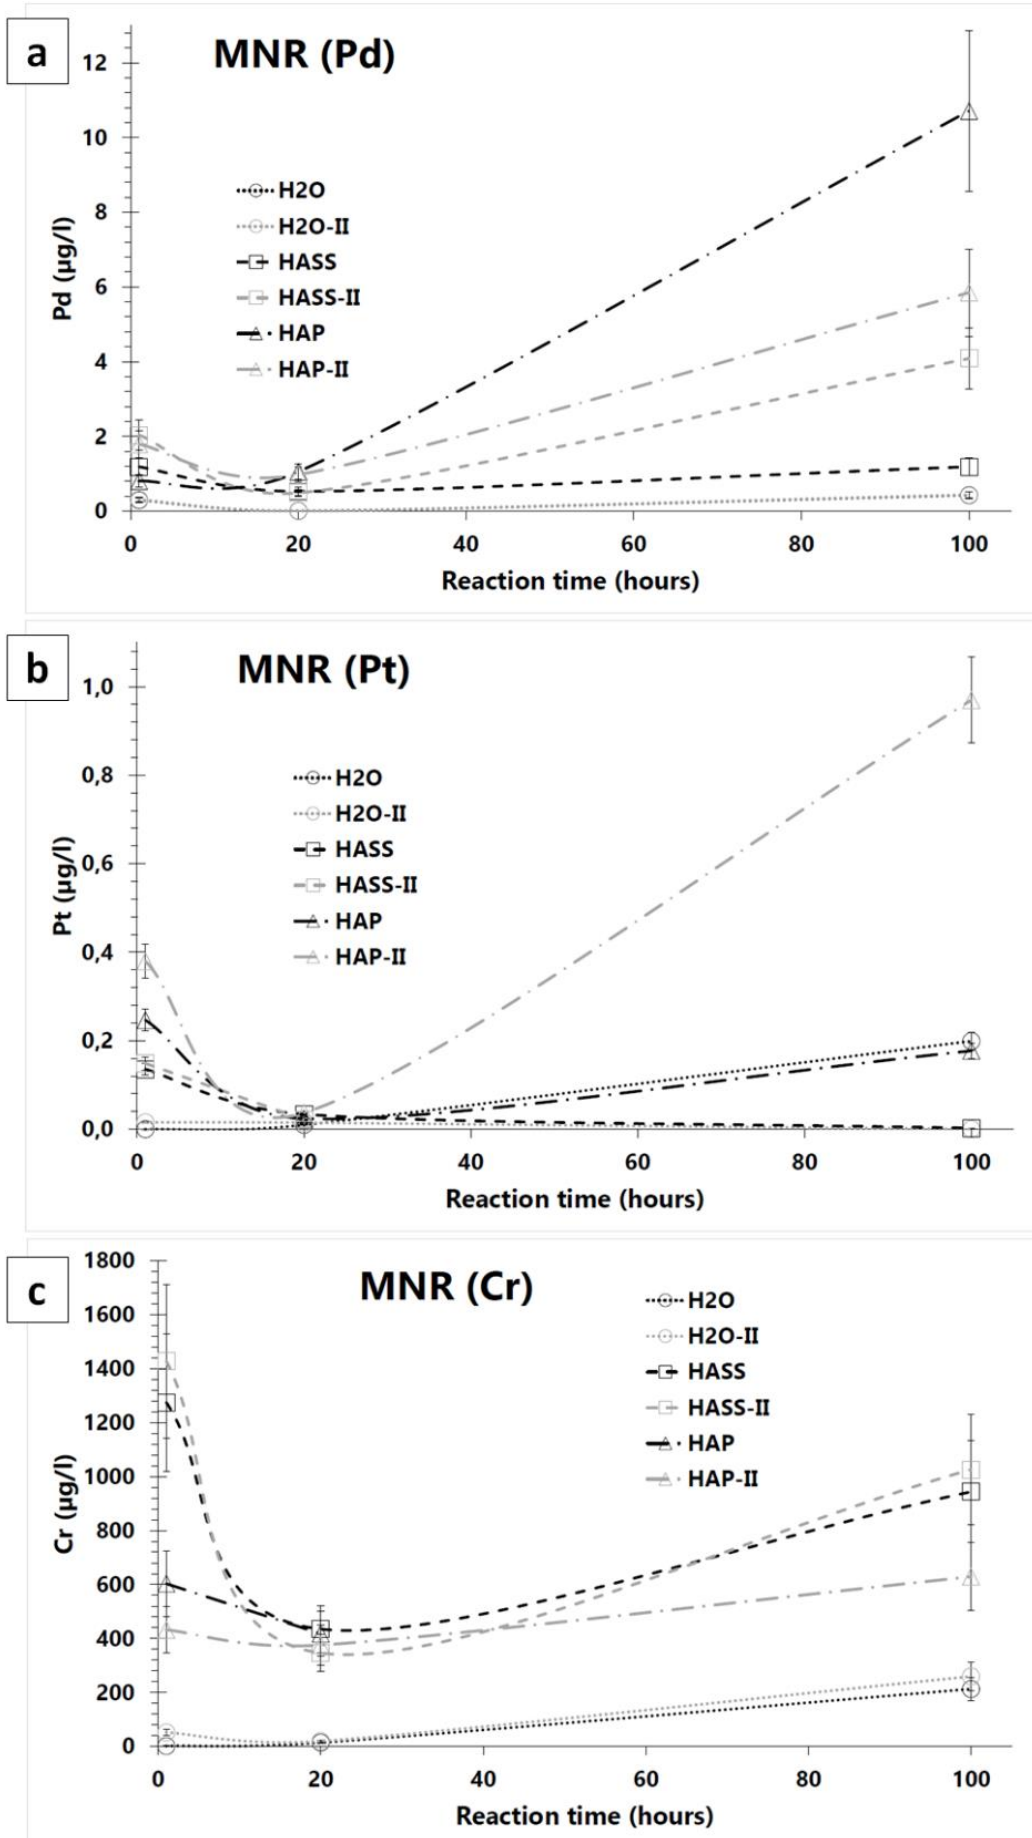 a
MNR (Pd)
12
10
8
6
4
2
0
Pd (µg/l)
H2O
H2O-II
HASS
HASS-II
HAP
HAP-II
0 20 40 60 80 100
Reaction time (hours)
b
MNR (Pt)
1,0
0,8
0,6
0,4
0,2
0,0
Pt (µg/l)
H2O
H2O-II
HASS
HASS-II
HAP
HAP-II
0 20 40 60 80 100
Reaction time (hours)
c
MNR (Cr)
1800
1600
1400
1200
1000
800
600
400
200
0
Cr (µg/l)
H2O
H2O-II
HASS
HASS-II
HAP
HAP-II
0 20 40 60 80 100
Reaction time (hours)